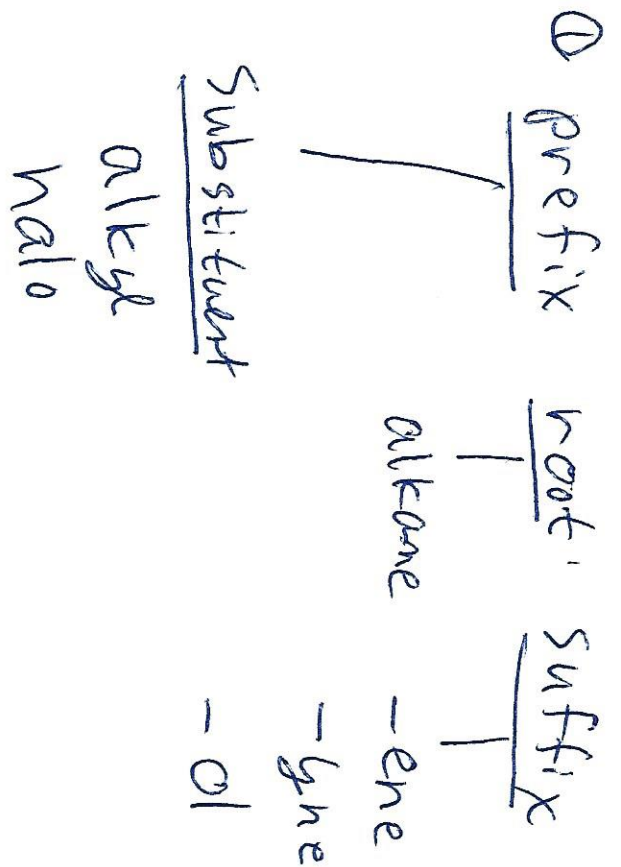 ① prefix root. suffix
alkane -ene
-yne
Substituent -ol
alkyl
halo